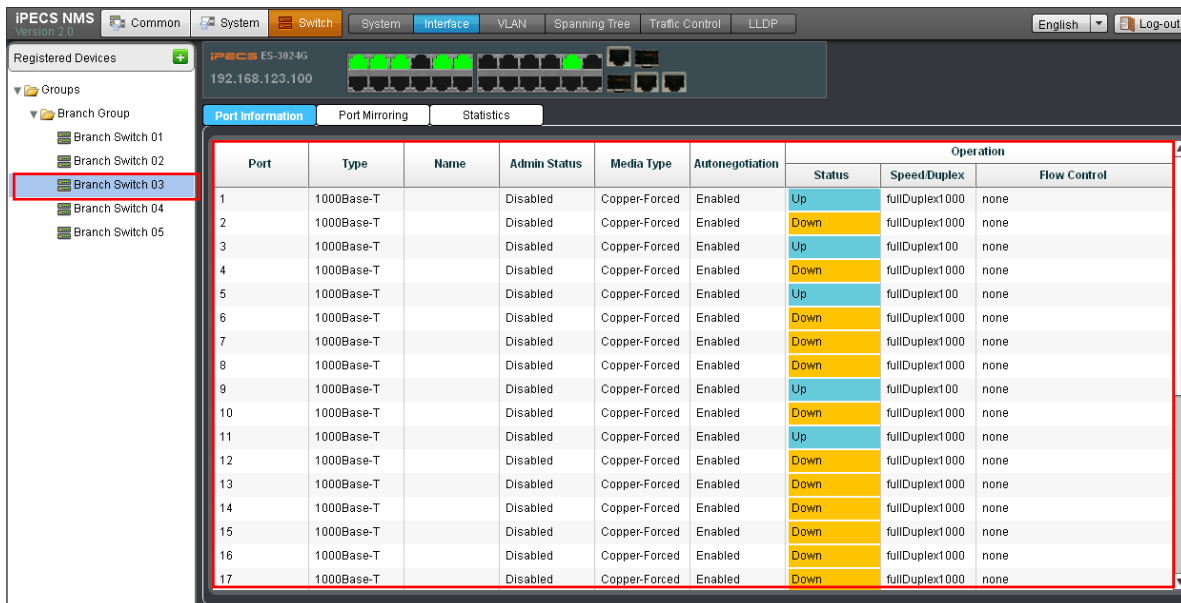 iPECS NMS Common System Switch System Interface VLAN Spanning Tree Traffic Control LLDP English Log-out
Version 2.0
Registered Devices
Groups
Branch Group
Branch Switch 01
Branch Switch 02
Branch Switch 03
Branch Switch 04
Branch Switch 05
iPECS ES-3024G
192.168.123.100
Port Information Port Mirroring Statistics
Port Type Name Admin Status Media Type Autonegotiation Operation
Status Speed/Duplex Flow Control
1 1000Base-T Disabled Copper-Forced Enabled Up fullDuplex1000 none
2 1000Base-T Disabled Copper-Forced Enabled Down fullDuplex1000 none
3 1000Base-T Disabled Copper-Forced Enabled Up fullDuplex100 none
4 1000Base-T Disabled Copper-Forced Enabled Down fullDuplex1000 none
5 1000Base-T Disabled Copper-Forced Enabled Up fullDuplex100 none
6 1000Base-T Disabled Copper-Forced Enabled Down fullDuplex1000 none
7 1000Base-T Disabled Copper-Forced Enabled Down fullDuplex1000 none
8 1000Base-T Disabled Copper-Forced Enabled Down fullDuplex1000 none
9 1000Base-T Disabled Copper-Forced Enabled Up fullDuplex100 none
10 1000Base-T Disabled Copper-Forced Enabled Down fullDuplex1000 none
11 1000Base-T Disabled Copper-Forced Enabled Up fullDuplex1000 none
12 1000Base-T Disabled Copper-Forced Enabled Down fullDuplex1000 none
13 1000Base-T Disabled Copper-Forced Enabled Down fullDuplex1000 none
14 1000Base-T Disabled Copper-Forced Enabled Down fullDuplex1000 none
15 1000Base-T Disabled Copper-Forced Enabled Down fullDuplex1000 none
16 1000Base-T Disabled Copper-Forced Enabled Down fullDuplex1000 none
17 1000Base-T Disabled Copper-Forced Enabled Down fullDuplex1000 none